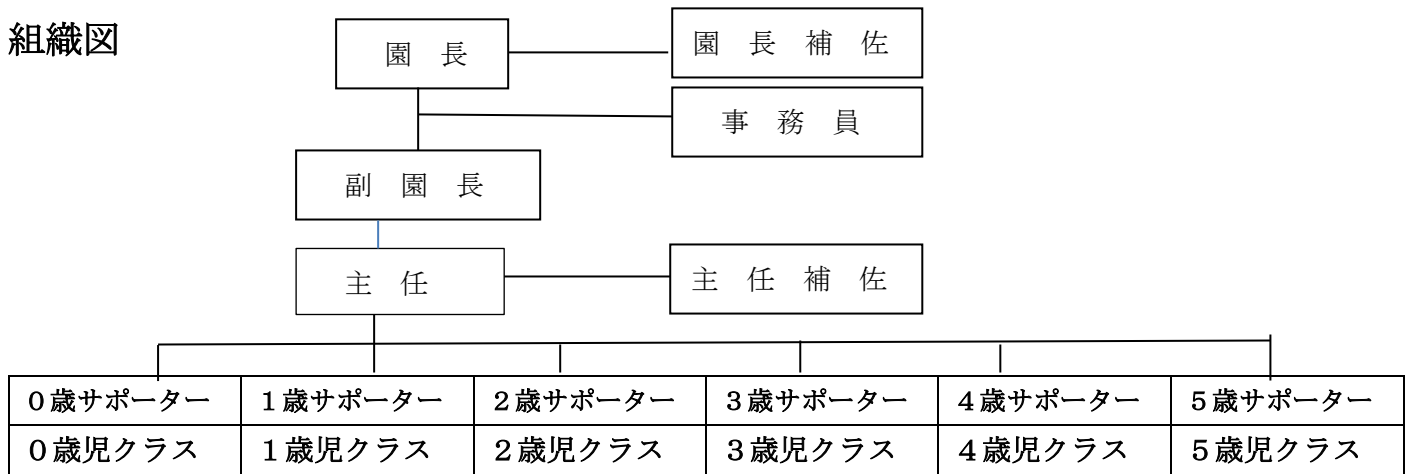 組織図
園　長
園　長　補　佐
事　務　員
副　園　長
主　任
主　任　補　佐
０歳サポーター　１歳サポーター　２歳サポーター　３歳サポーター　４歳サポーター　５歳サポーター
０歳児クラス　１歳児クラス　２歳児クラス　３歳児クラス　４歳児クラス　５歳児クラス